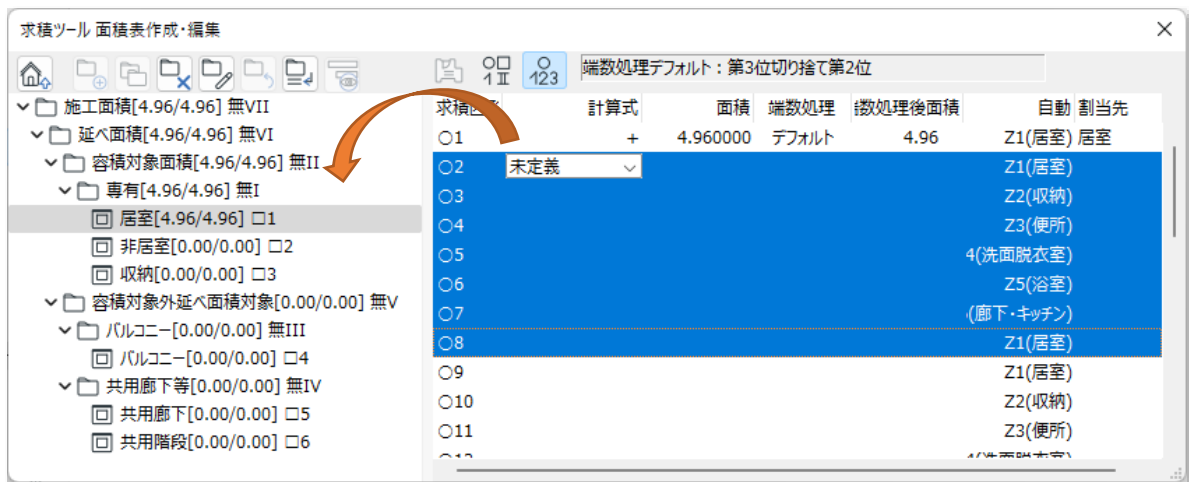 求積ツール 面積表作成・編集
端数処理デフォルト：第3位切り捨て第2位
施工面積[4.96/4.96] 無VII
延べ面積[4.96/4.96] 無VI
容積対象面積[4.96/4.96] 無II
専有[4.96/4.96] 無I
居室[4.96/4.96] □1
非居室[0.00/0.00] □2
収納[0.00/0.00] □3
容積対象外延べ面積対象[0.00/0.00] 無V
バルコニー[0.00/0.00] 無III
バルコニー[0.00/0.00] □4
共用廊下等[0.00/0.00] 無IV
共用廊下[0.00/0.00] □5
共用階段[0.00/0.00] □6
求積 計算式 面積 端数処理 数処理後面積 自動 割当先
○1 + 4.960000 デフォルト 4.96 Z1(居室) 居室
○2 未定義 Z1(居室)
○3 Z2(収納)
○4 Z3(便所)
○5 4(洗面脱衣室)
○6 Z5(浴室)
○7 (廊下・キッチン)
○8 Z1(居室)
○9 Z1(居室)
○10 Z2(収納)
○11 Z3(便所)